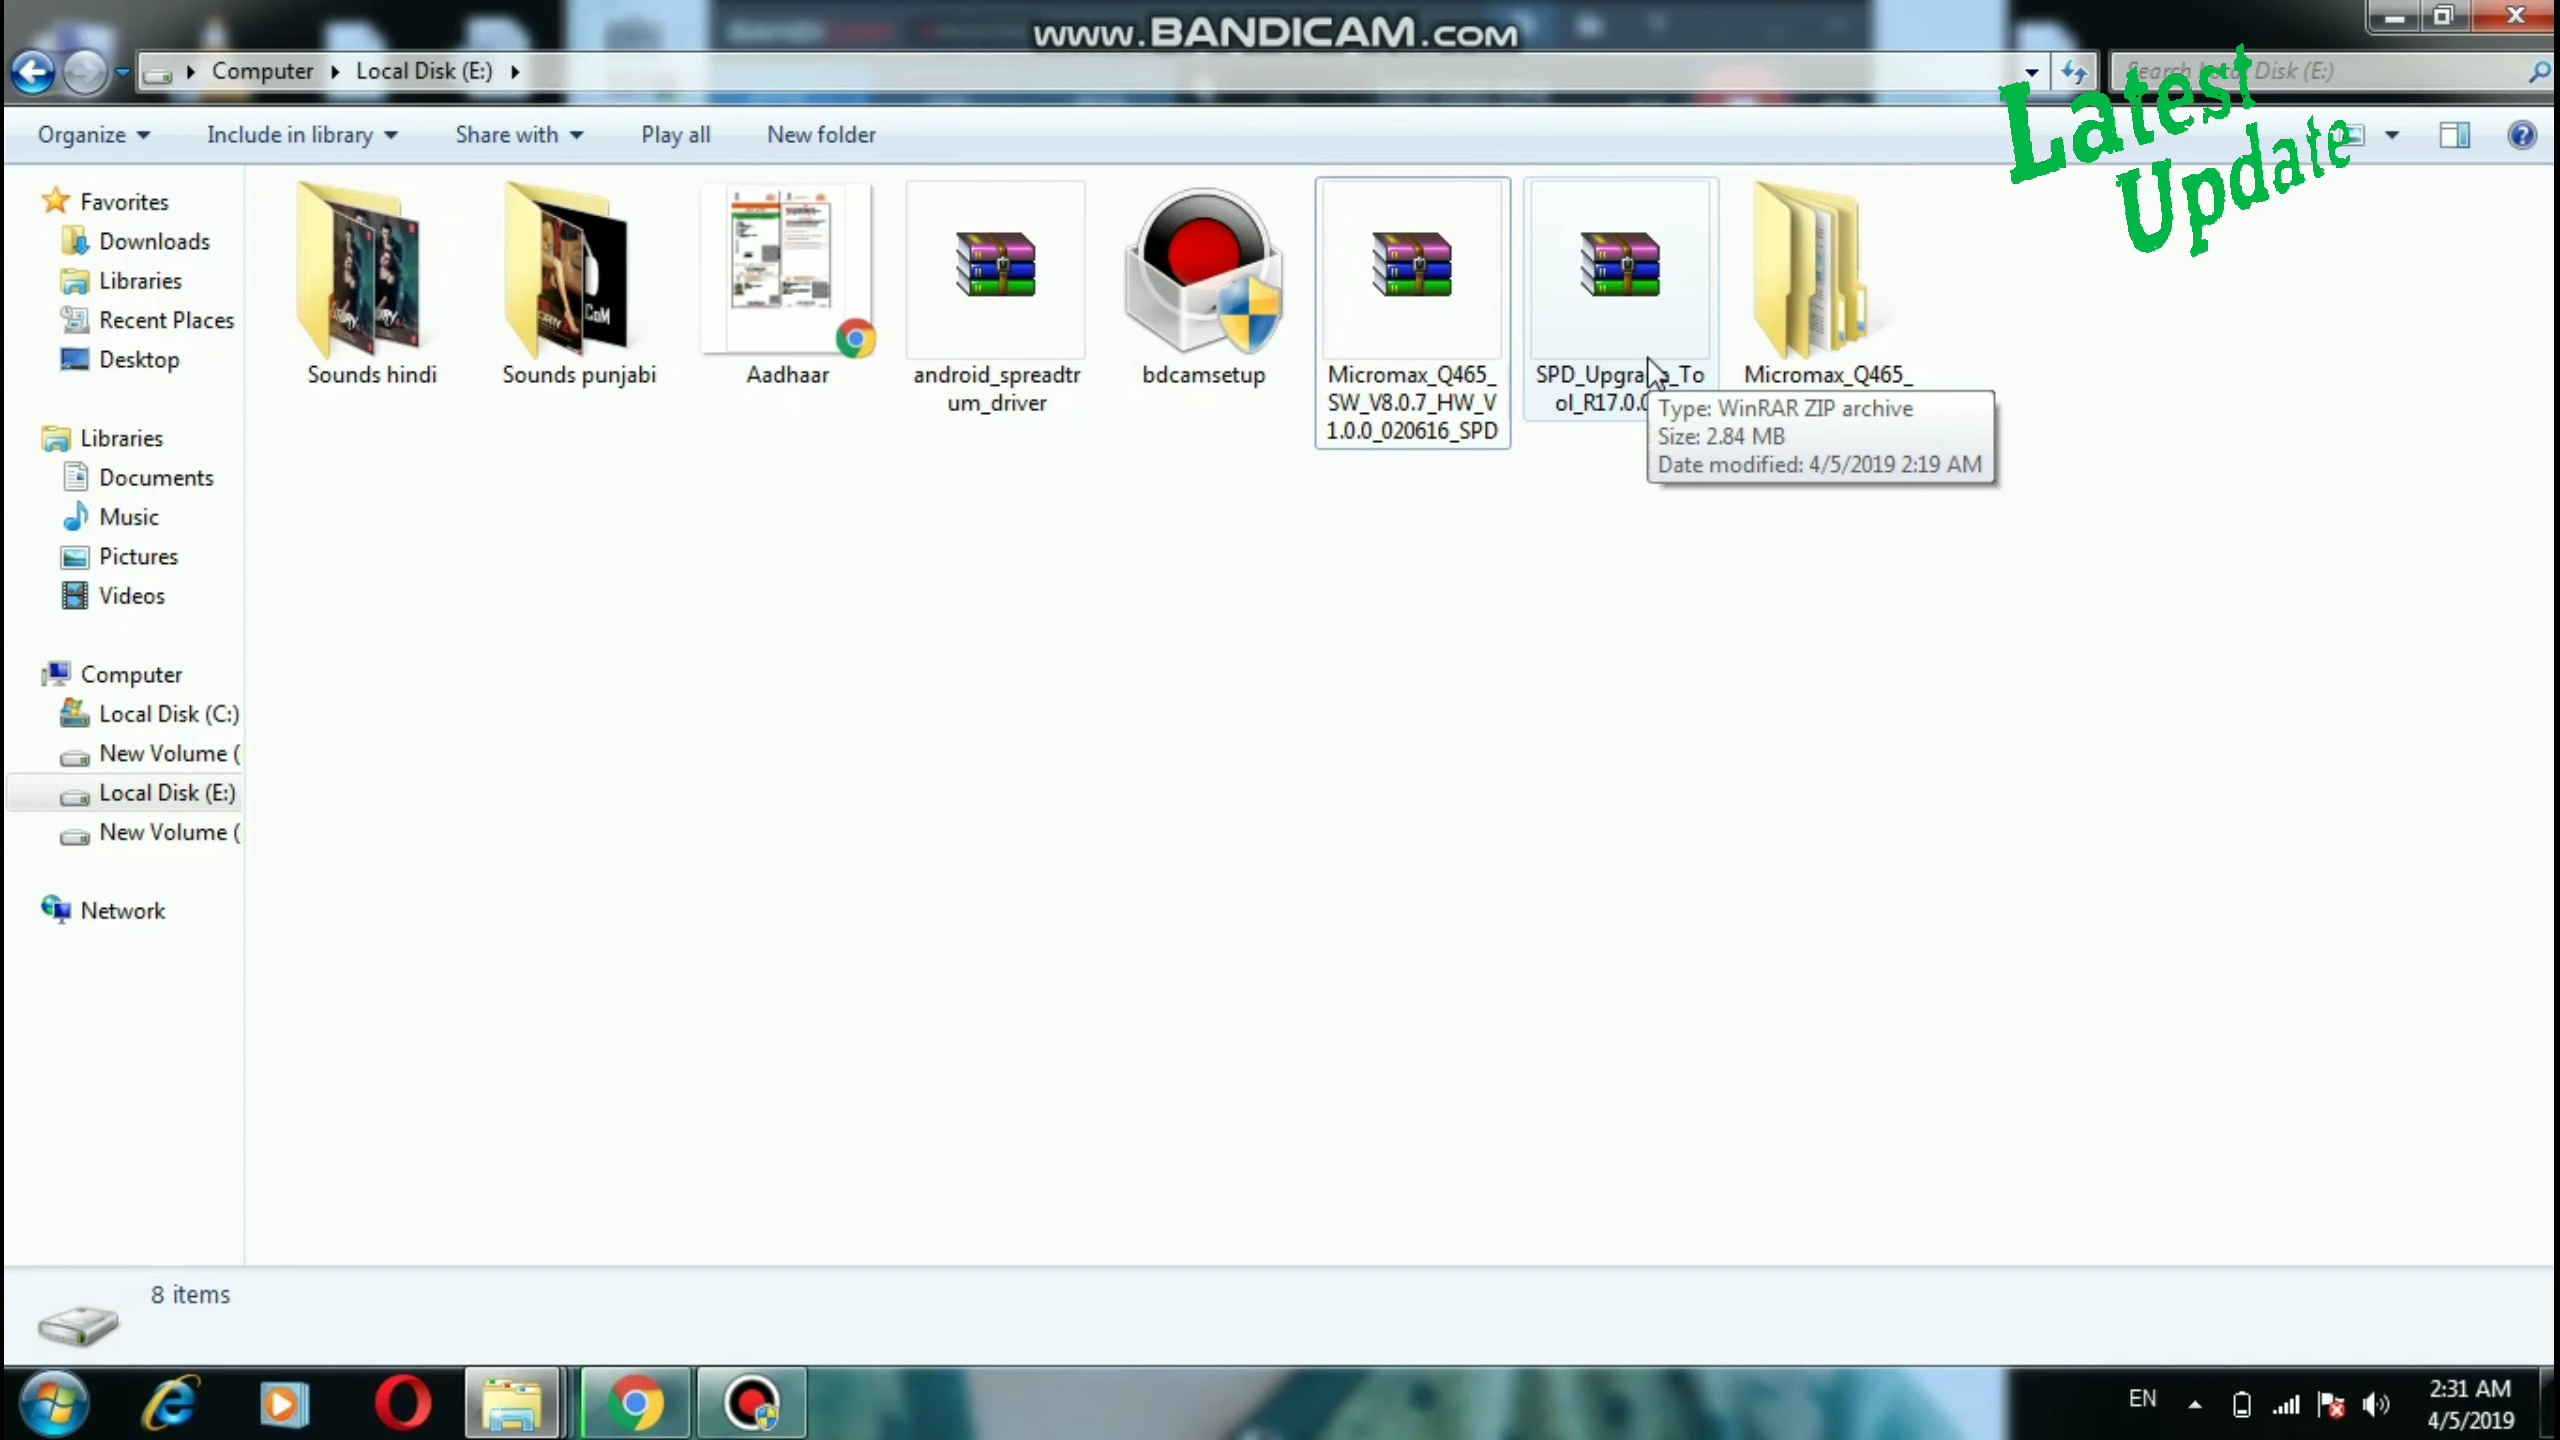 www.BANDICAM.com
Computer
Local Disk (E:)
Latest
Update
Organize
Include in library
Share with
Play all
New folder
Favorites
Downloads
Libraries
Recent Places
Desktop
Libraries
Documents
Music
Pictures
Videos
Computer
Local Disk (C:)
New Volume (
Local Disk (E:)
New Volume (
Network
Sounds hindi
Sounds punjabi
Aadhaar
android_spreadtr
um_driver
bdcamsetup
Micromax_Q465_
SW_V8.0.7_HW_V
1.0.0_020616_SPD
ol_R17.0.0
Micromax_Q465_
Type: WinRAR ZIP archive
Size: 2.84 MB
Date modified: 4/5/2019 2:19 AM
8 items
EN
2:31 AM
4/5/2019